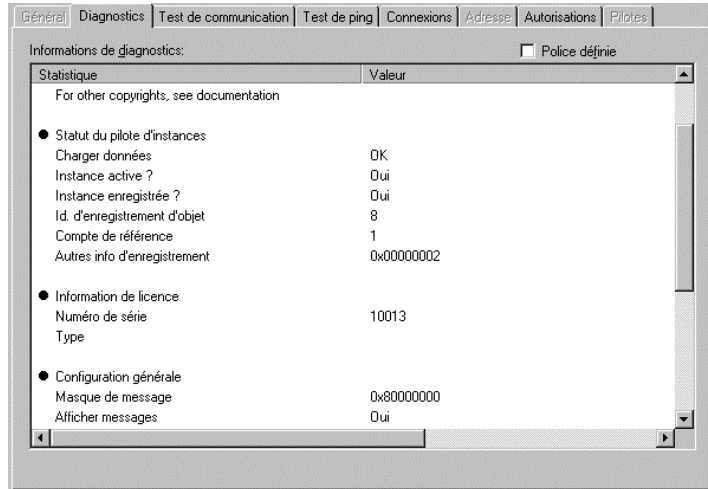 Général Diagnostics Test de communication Test de ping Connexions Adresse Autorisations Pilotes
Informations de diagnostics: Police définie
Statistique Valeur
For other copyrights, see documentation
Statut du pilote d'instances
Charger données OK
Instance active ? Oui
Instance enregistrée ? Oui
Id. d'enregistrement d'objet 8
Compte de référence 1
Autres info d'enregistrement 0x00000002
Information de licence
Numéro de série 10013
Type
Configuration générale
Masque de message 0x80000000
Afficher messages Oui